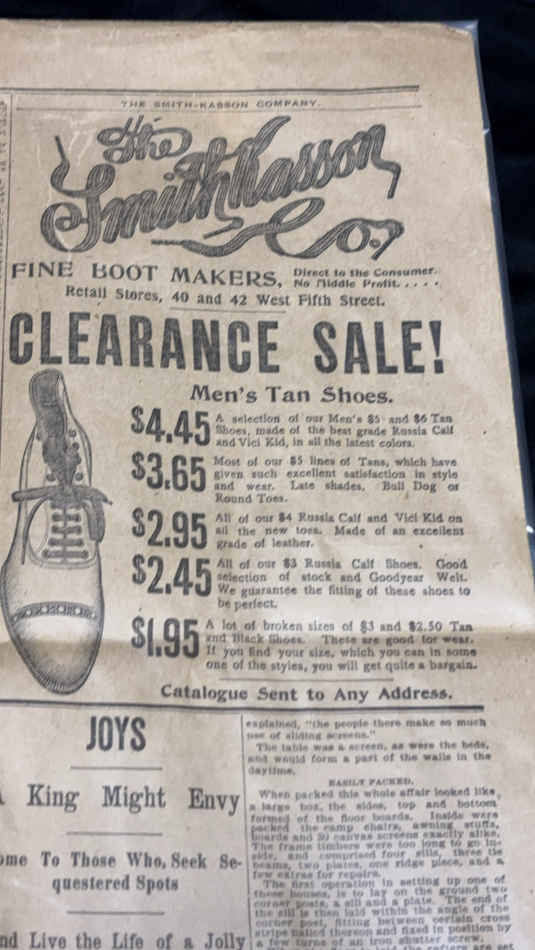 THE SMITH-KASSON COMPANY.
The
Smith Kasson
Co.
FINE BOOT MAKERS, Direct to the Consumer.
No Middle Profit. . . . .
Retail Stores, 40 and 42 West Fifth Street.
CLEARANCE SALE!
Men's Tan Shoes.
$4.45 A selection of our Men's $5 and $6 Tan
Shoes, made of the best grade Russia Calf
and Vici Kid, in all the latest colors.
$3.65 Most of our $5 lines of Tans, which have
given such excellent satisfaction in style
and wear. Late shades, Bull Dog or
Round Toes.
$2.95 All of our $4 Russia Calf and Vici Kid on
all the new toes. Made of an excellent
grade of leather.
$2.45 All of our $3 Russia Calf Shoes. Good
selection of stock and Goodyear Welt.
We guarantee the fitting of these shoes to
be perfect.
$1.95 A lot of broken sizes of $3 and $2.50 Tan
and Black Shoes. These are good for wear.
If you find your size, which you can in some
one of the styles, you will get quite a bargain.
Catalogue Sent to Any Address.
JOYS
A King Might Envy
ome To Those Who, Seek Se-
questered Spots
nd Live the Life of a Jolly
explained, "the people there make so much
use of sliding screens."
The table was a screen, as were the beds,
and would form a part of the walls in the
daytime.
EASILY PACKED.
When packed this whole affair looked like
a large box, the sides, top and bottom
formed of the floor boards. Inside were
packed the camp chairs, awning stuffs,
boards and 20 canvas screens exactly alike.
The frame timbers were too long to go in-
side, and comprised four sills, three tie
beams, two plates, one ridge piece, and a
few extras for repairs.
The first operation in setting up one of
these houses, is to lay on the ground two
corner posts, a sill and a plate. The end of
the sill is then laid within the angle of the
corner post, fitting between certain cross
strips nailed thereon and fixed in position by
a few turns of an iron shutter screw.